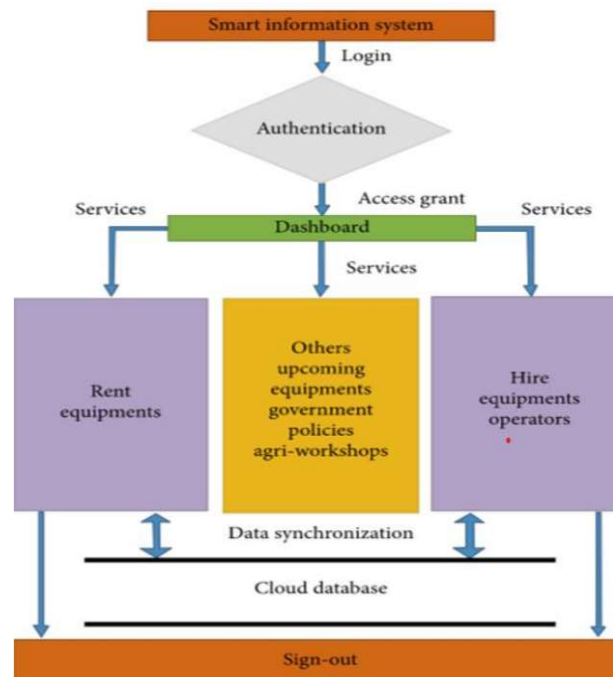 Smart information system
Login
Authentication
Access grant
Services
Services
Dashboard
Services
Rent
equipments
Others
upcoming
equipments
government
policies
agri-workshops
Hire
equipments
operators
Data synchronization
Cloud database
Sign-out